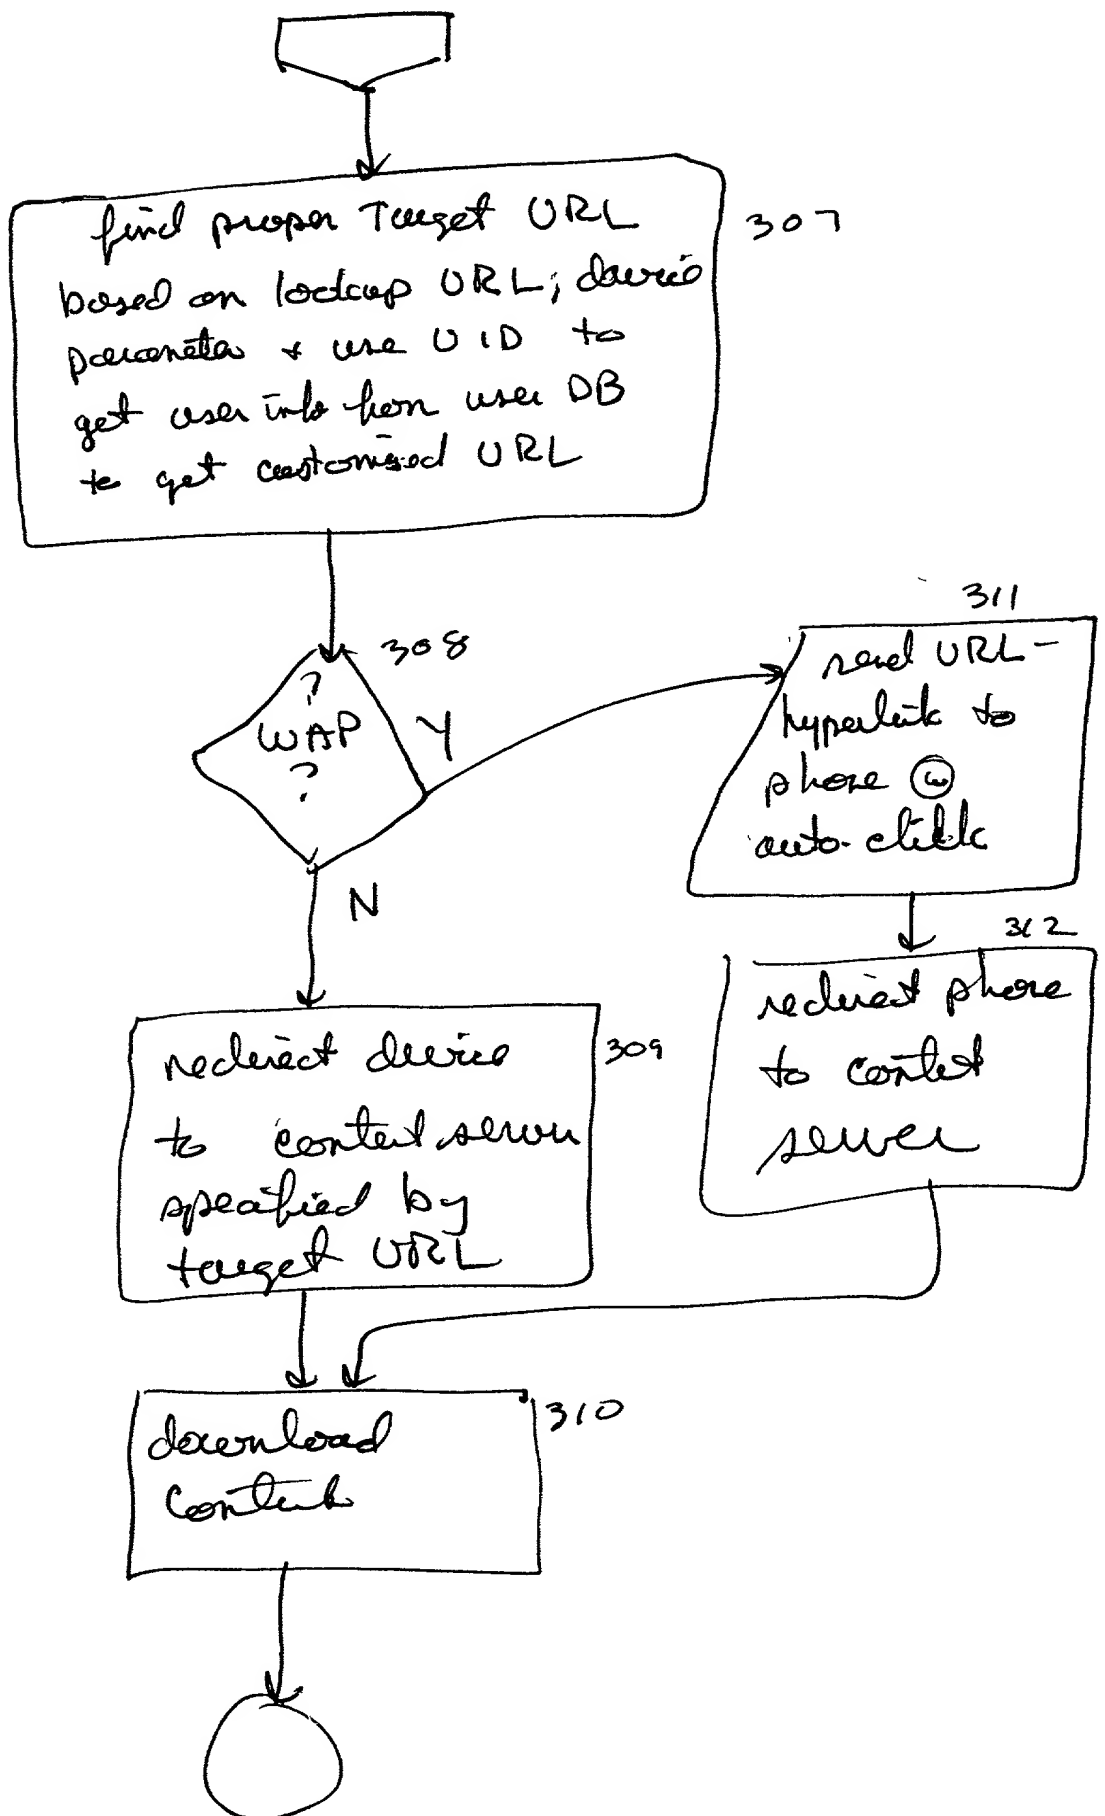 find proper Target URL
307
based on lookup URL; device
parameter + use UID to
get user info from user DB
to get customized URL
311
308
send URL-
hyperlink to
phone @
auto-click
?
WAP
?
Y
N
312
redirect phone
to content
server
redirect device
309
to content server
specified by
target URL
310
download
content